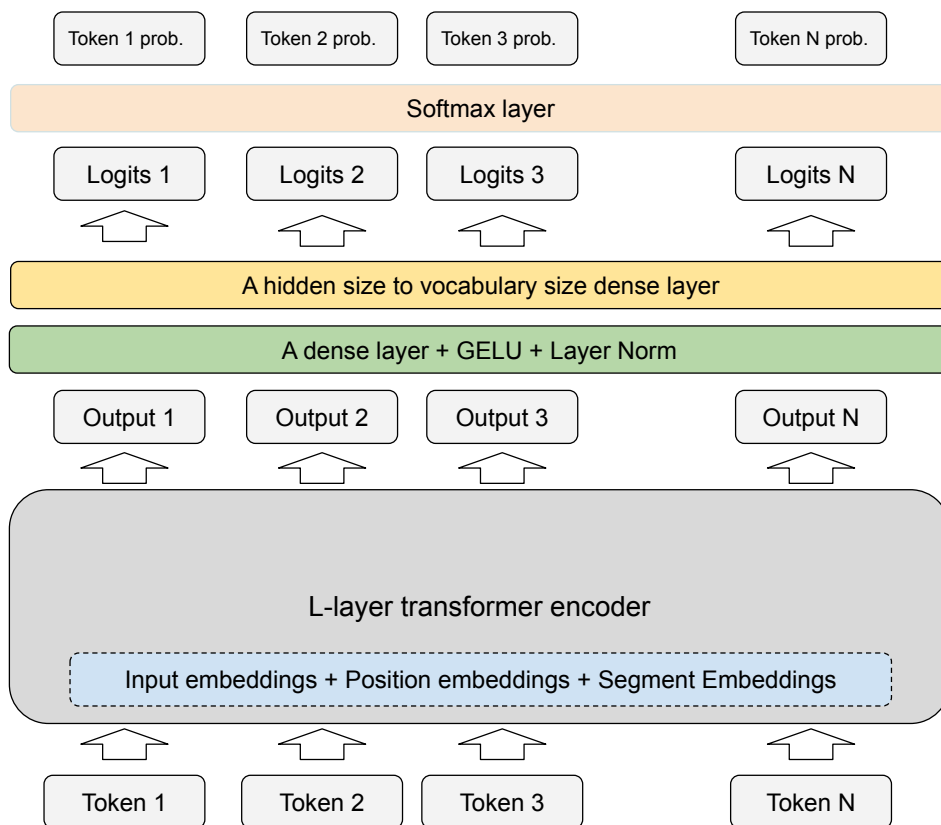 Token 1 prob. Token 2 prob. Token 3 prob. Token N prob.
Softmax layer
Logits 1 Logits 2 Logits 3 Logits N
A hidden size to vocabulary size dense layer
A dense layer + GELU + Layer Norm
Output 1 Output 2 Output 3 Output N
L-layer transformer encoder
Input embeddings + Position embeddings + Segment Embeddings
Token 1 Token 2 Token 3 Token N